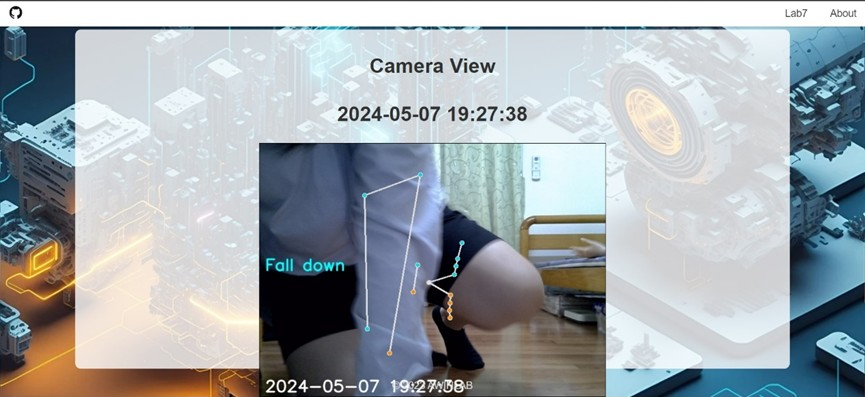 Lab7 About
Camera View
2024-05-07 19:27:38
Fall down
2024-05-07 19:27:38